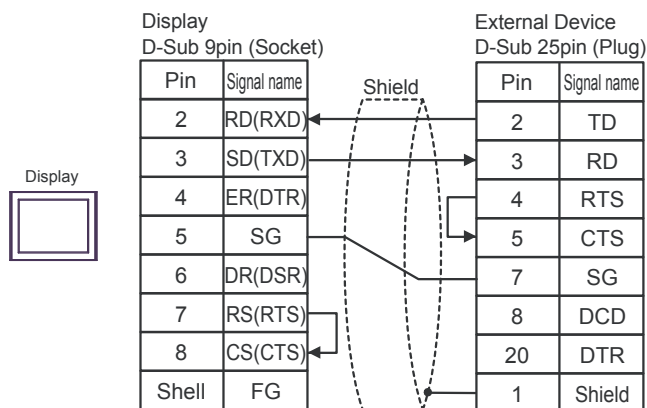 Display
D-Sub 9pin (Socket)
External Device
D-Sub 25pin (Plug)
Pin Signal name
Shield
Pin Signal name
2 RD(RXD)
2 TD
3 SD(TXD)
3 RD
Display
4 ER(DTR)
4 RTS
5 SG
5 CTS
6 DR(DSR)
7 SG
7 RS(RTS)
8 DCD
8 CS(CTS)
20 DTR
Shell FG
1 Shield